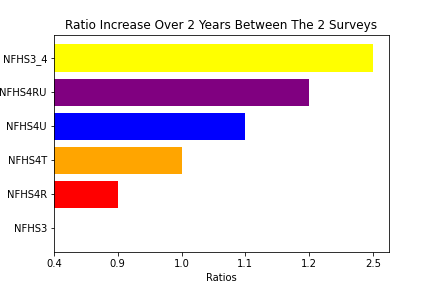 Ratio Increase Over 2 Years Between The 2 Surveys
NFHS3_4
NFHS4RU
NFHS4U
NFHS4T
NFHS4R
NFHS3
0.4 0.9 1.0 1.1 1.2 2.5
Ratios